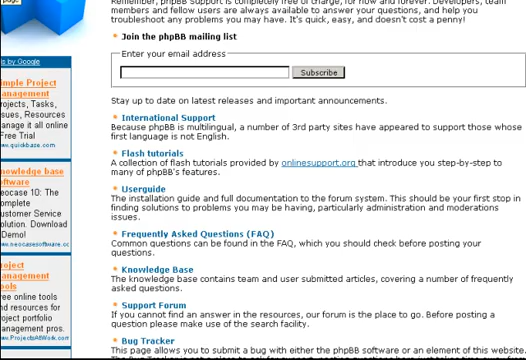 page.
Remember, phpBB Support is completely free of charge, for now and forever. Developers, team
members and fellow users are always available to answer your questions, and help you
troubleshoot any problems you may have. It's quick, easy, and doesn't cost a penny!
Join the phpBB mailing list
Enter your email address
Subscribe
Stay up to date on latest releases and important announcements.
International Support
Because phpBB is multilingual, a number of 3rd party sites have appeared to support those whose
first language is not English.
Flash tutorials
A collection of flash tutorials provided by onlinesupport.org that introduce you step-by-step to
many of phpBB's features.
Userguide
The installation guide and full documentation to the forum system. This should be your first stop in
finding solutions to problems you may be having, particularly administration and moderations
issues.
Frequently Asked Questions (FAQ)
Common questions can be found in the FAQ, which you should check before posting your
questions.
Knowledge Base
The knowledge base contains team and user submitted articles, covering a number of frequently
asked questions.
Support Forum
If you cannot find an answer in the resources, our forum is the place to go. Before posting a
question please make use of the search facility.
Bug Tracker
This page allows you to submit a bug with either the phpBB software or an element of this website.
ds by Google
imple Project
anagement
rojects, Tasks,
sues, Resources
anage it all online
Free Trial
ww.quickbase.com
nowledge base
oftware
eocase 10: The
omplete
ustomer Service
olution. Download
Demo!
ww.neocasesoftware.cc
roject
anagement
ools
ree online tools
nd resources for
roject portfolio
anagement pros.
ww.ProjectsAtWork.com